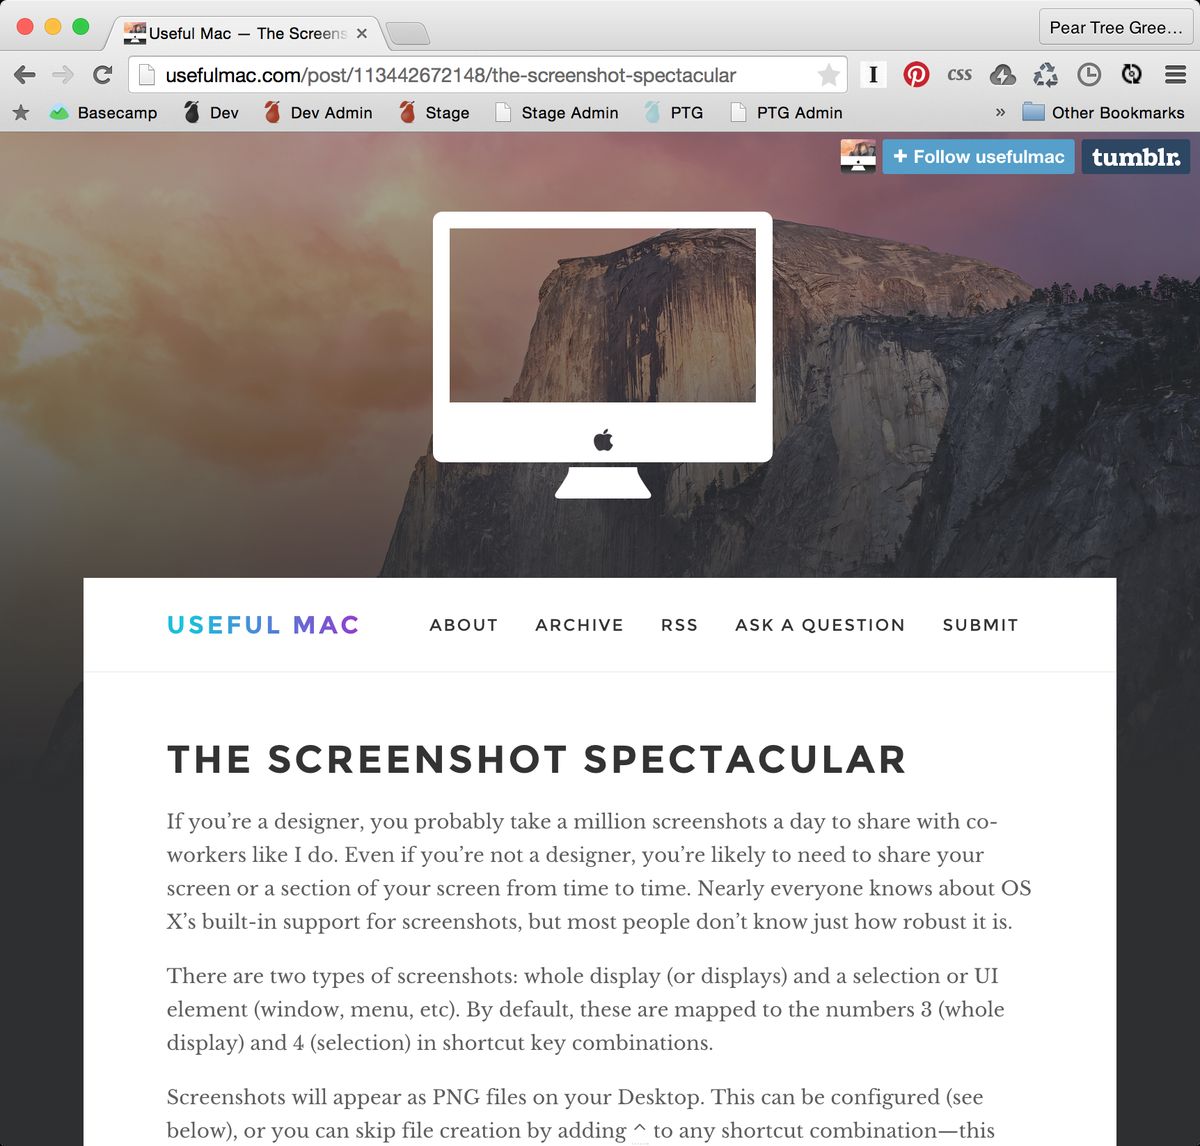 Useful Mac — The Screens
Pear Tree Gree…
usefulmac.com/post/113442672148/the-screenshot-spectacular
I
css
Basecamp
Dev
Dev Admin
Stage
Stage Admin
PTG
PTG Admin
»
Other Bookmarks
+ Follow usefulmac
tumblr.
USEFUL MAC
ABOUT
ARCHIVE
RSS
ASK A QUESTION
SUBMIT
THE SCREENSHOT SPECTACULAR
If you’re a designer, you probably take a million screenshots a day to share with co-
workers like I do. Even if you’re not a designer, you’re likely to need to share your
screen or a section of your screen from time to time. Nearly everyone knows about OS
X’s built-in support for screenshots, but most people don’t know just how robust it is.
There are two types of screenshots: whole display (or displays) and a selection or UI
element (window, menu, etc). By default, these are mapped to the numbers 3 (whole
display) and 4 (selection) in shortcut key combinations.
Screenshots will appear as PNG files on your Desktop. This can be configured (see
below), or you can skip file creation by adding ^ to any shortcut combination—this